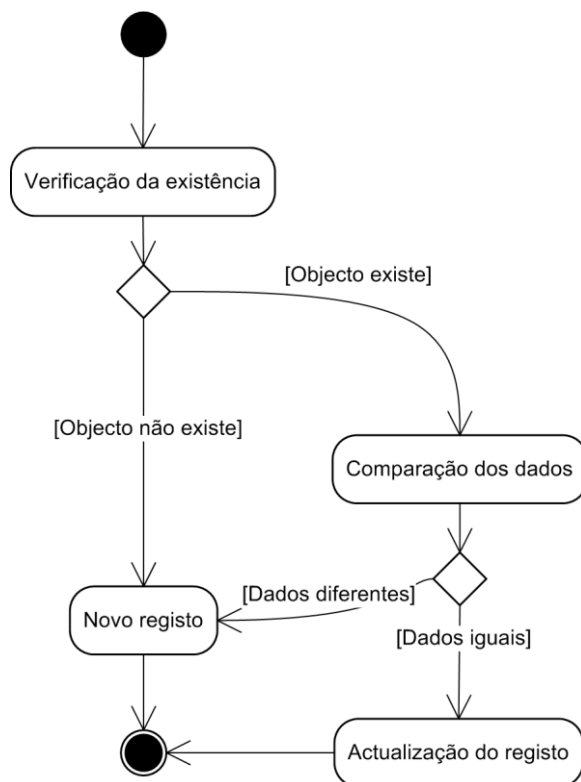 Verificação da existência
[Objecto existe]
[Objecto não existe]
Comparação dos dados
[Dados diferentes]
Novo registo
[Dados iguais]
Actualização do registo